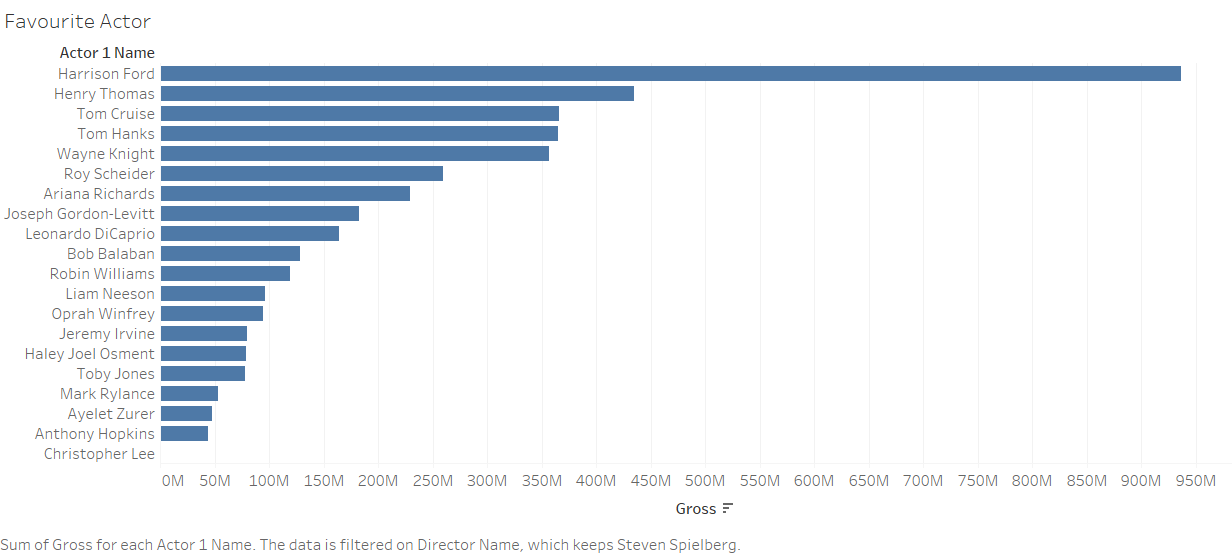 Favourite Actor
Actor 1 Name
Harrison Ford
Henry Thomas
Tom Cruise
Tom Hanks
Wayne Knight
Roy Scheider
Ariana Richards
Joseph Gordon-Levitt
Leonardo DiCaprio
Bob Balaban
Robin Williams
Liam Neeson
Oprah Winfrey
Jeremy Irvine
Haley Joel Osment
Toby Jones
Mark Rylance
Ayelet Zurer
Anthony Hopkins
Christopher Lee
0M 50M 100M 150M 200M 250M 300M 350M 400M 450M 500M 550M 600M 650M 700M 750M 800M 850M 900M 950M
Gross
Sum of Gross for each Actor 1 Name. The data is filtered on Director Name, which keeps Steven Spielberg.